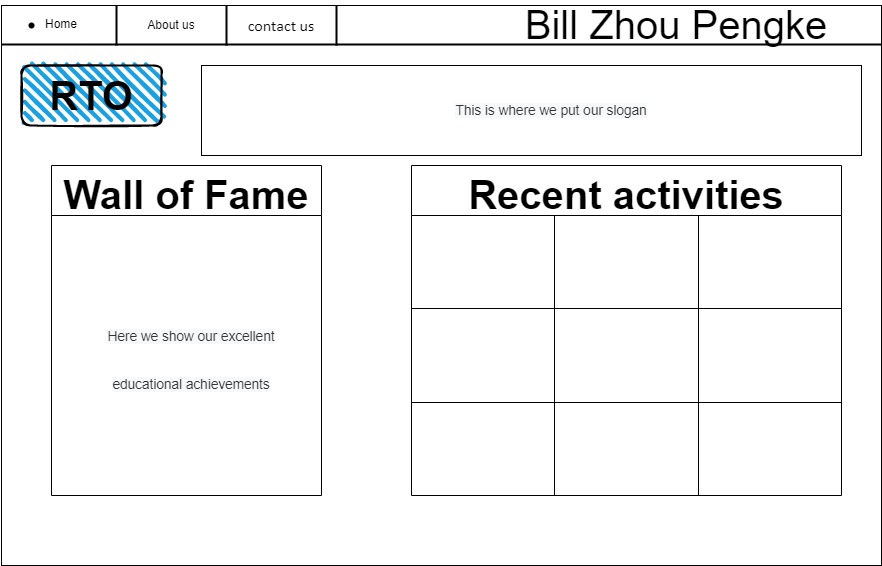 Home
About us
contact us
Bill Zhou Pengke
RTO
This is where we put our slogan
Wall of Fame
Here we show our excellent
educational achievements
Recent activities